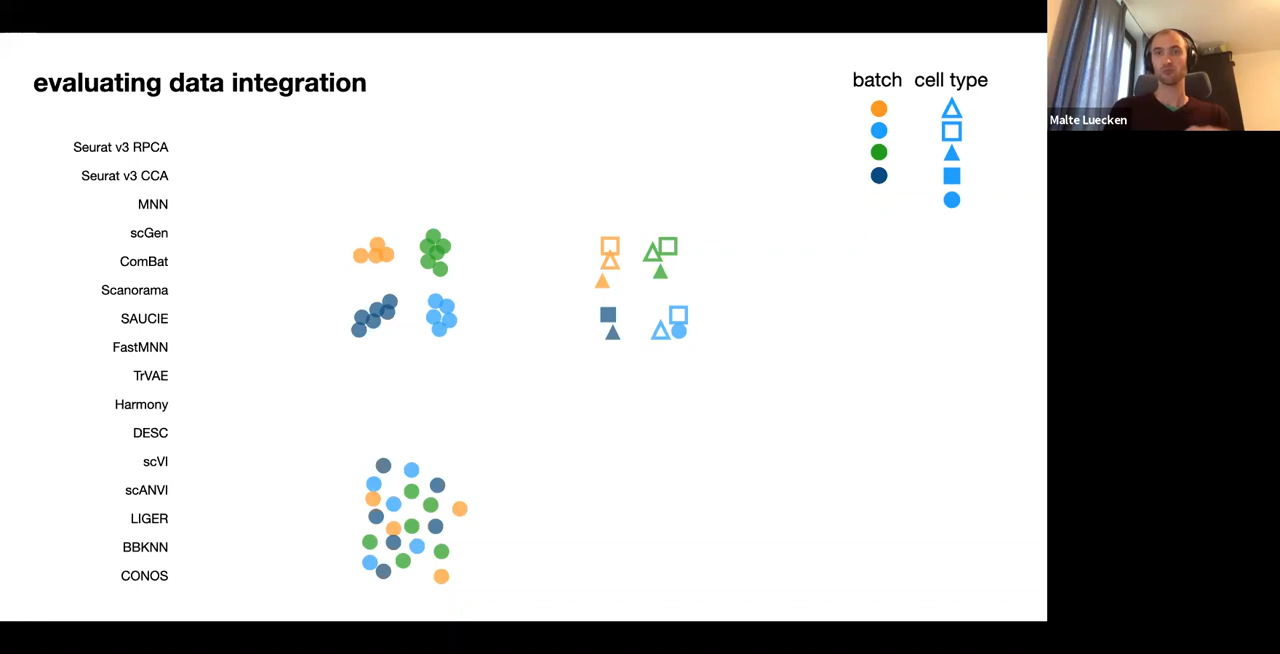 evaluating data integration
batch
cell type
Malte Luecken
Seurat v3 RPCA
Seurat v3 CCA
MNN
scGen
ComBat
Scanorama
SAUCIE
FastMNN
TrVAE
Harmony
DESC
scVI
scANVI
LIGER
BBKNN
CONOS